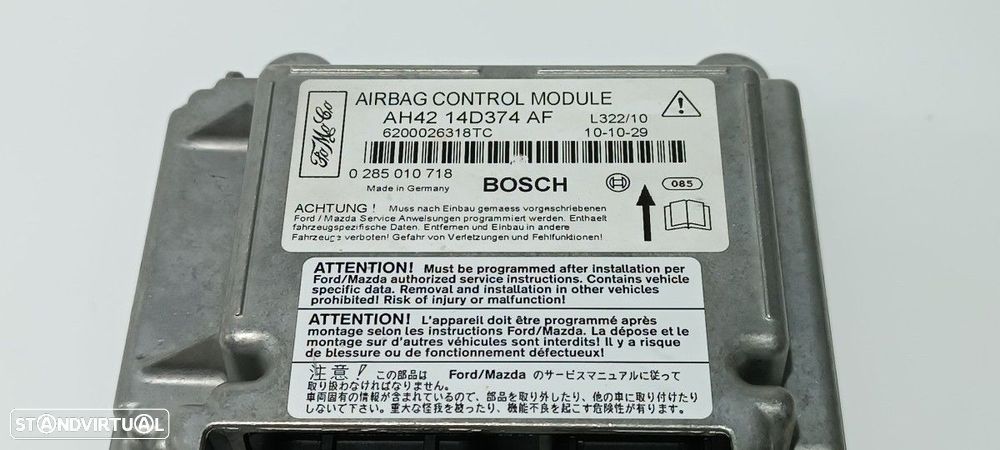 FoMoCo
AIRBAG CONTROL MODULE
AH42 14D374 AF L322/10
6200026318TC 10-10-29
0 285 010 718
Made in Germany BOSCH 085
ACHTUNG ! Muss nach Einbau gemaess vorgeschriebenen
Ford / Mazda Service Anweisungen programmiert werden. Enthaelt
fahrzeugspezifische Daten. Entfernen und Einbau in andere
Fahrzeuge verboten! Gefahr von Verletzungen und Fehlfunktionen!
ATTENTION! Must be programmed after installation per
Ford/Mazda authorized service instructions. Contains vehicle
specific data. Removal and installation in other vehicles
prohibited! Risk of injury or malfunction!
ATTENTION! L'appareil doit être programmé après
montage selon les instructions Ford/Mazda. La dépose et le
montage sur d'autres véhicules sont interdits! Il y a risque
de blessure ou de fonctionnement défectueux!
注意! この部品は Ford/Mazda のサービスマニュアルに従って
取り扱わなければなりません。
車両固有の情報が含まれているので、部品を取り外したり、他の車に取り付けたり
しないで下さい。重大な怪我を被ったり、機能不良を起こす危険性が有ります。
STANDVIRTUAL